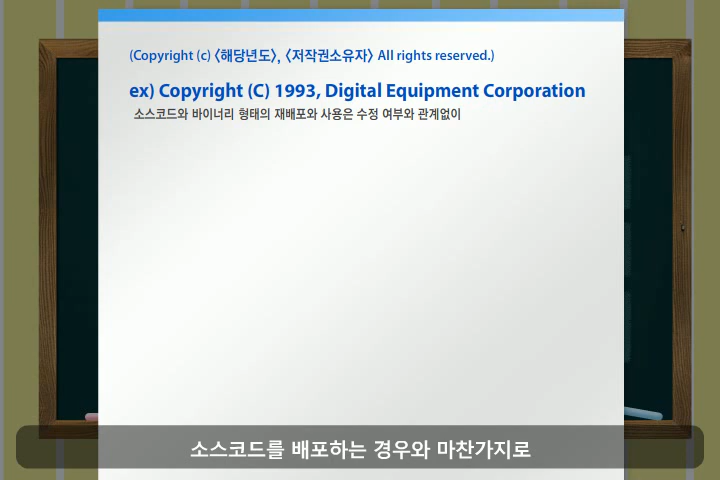 (Copyright (c) <해당년도>, <저작권소유자> All rights reserved.)
ex) Copyright (C) 1993, Digital Equipment Corporation
소스코드와 바이너리 형태의 재배포와 사용은 수정 여부와 관계없이
소스코드를 배포하는 경우와 마찬가지로